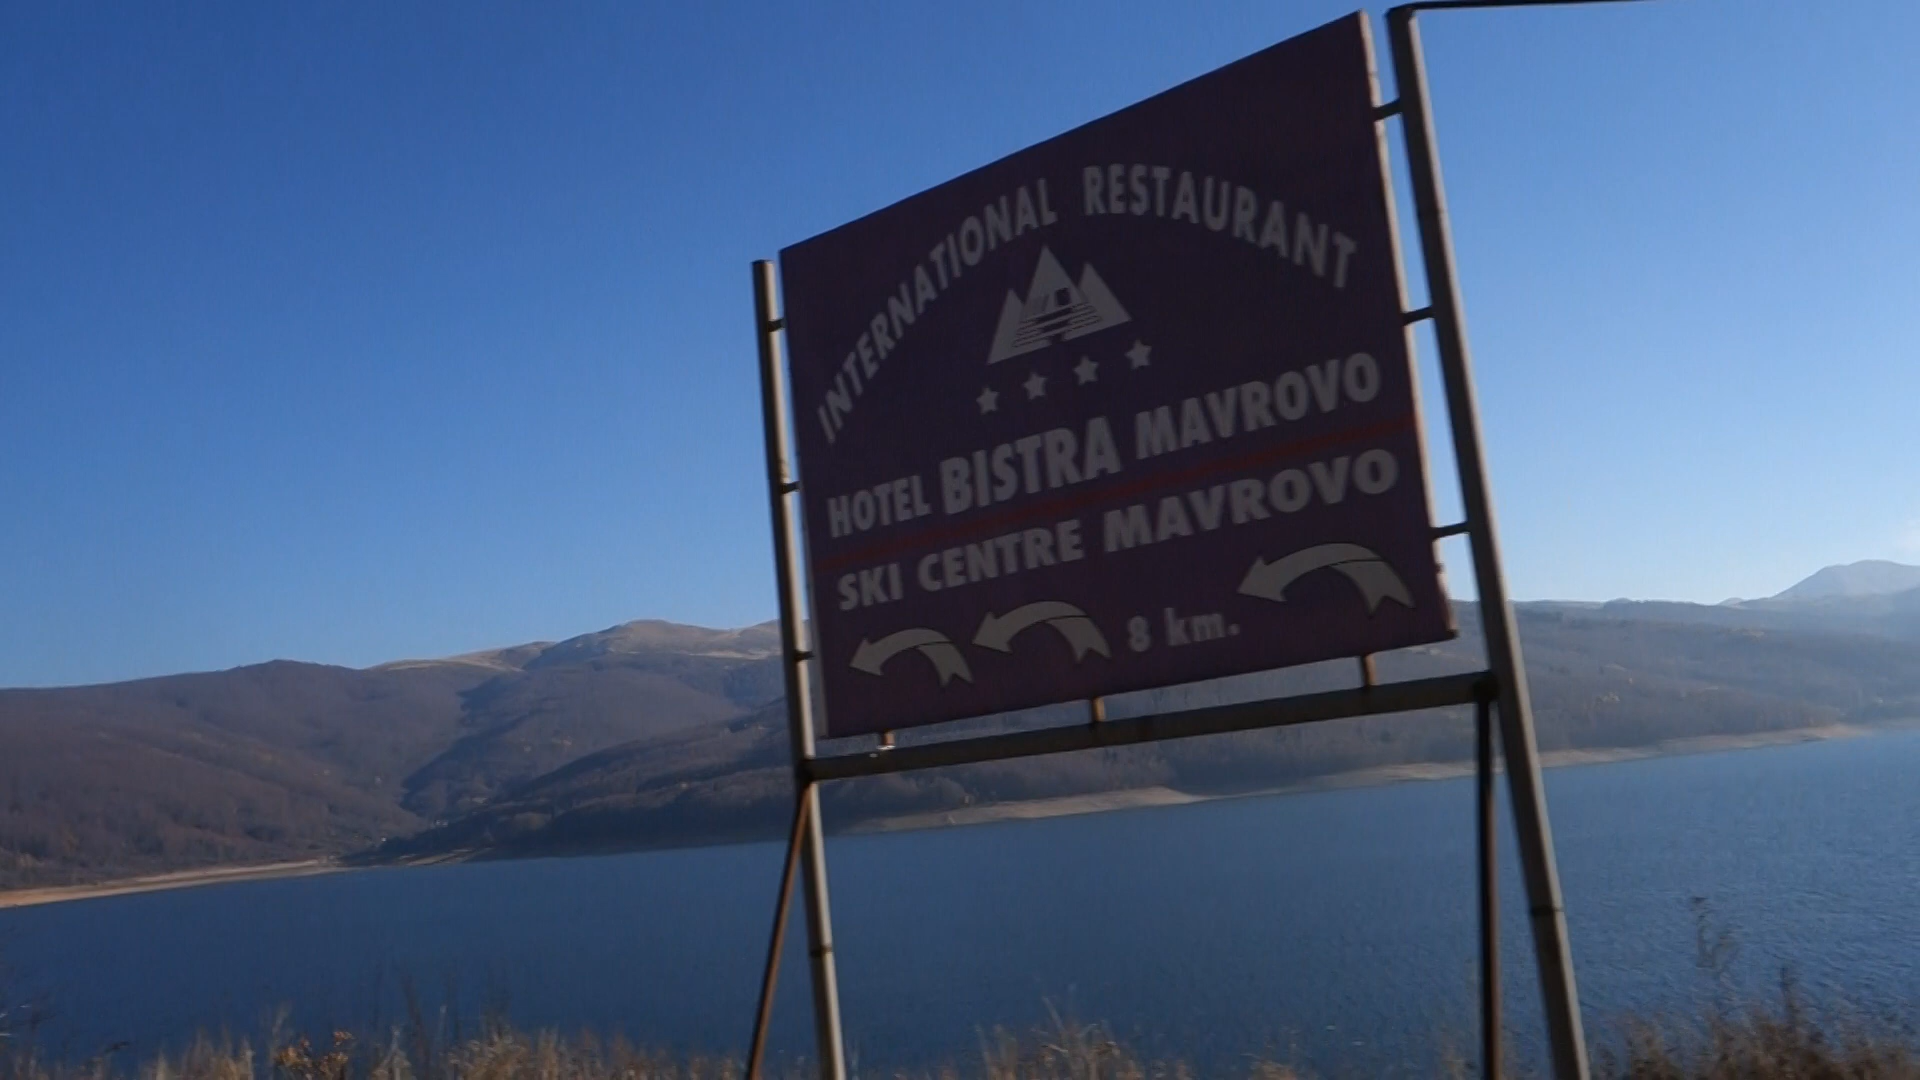 INTERNATIONAL RESTAURANT
HOTEL BISTRA MAVROVO
SKI CENTRE MAVROVO
8 km.